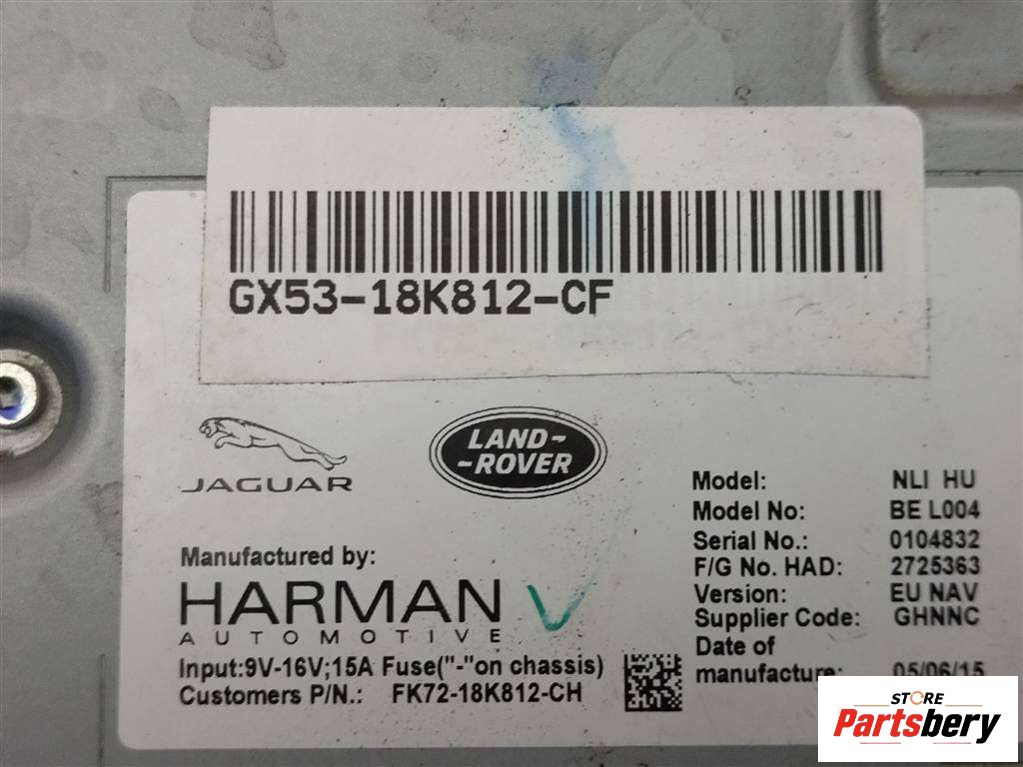 GX53-18K812-CF
JAGUAR
LAND-
-ROVER
Manufactured by:
HARMAN
AUTOMOTIVE
Input:9V-16V;15A Fuse("-"on chassis)
Customers P/N.: FK72-18K812-CH
Model: NLI HU
Model No: BE L004
Serial No.: 0104832
F/G No. HAD: 2725363
Version: EU NAV
Supplier Code: GHNNC
Date of
manufacture: 05/06/15
STORE
Partsbery